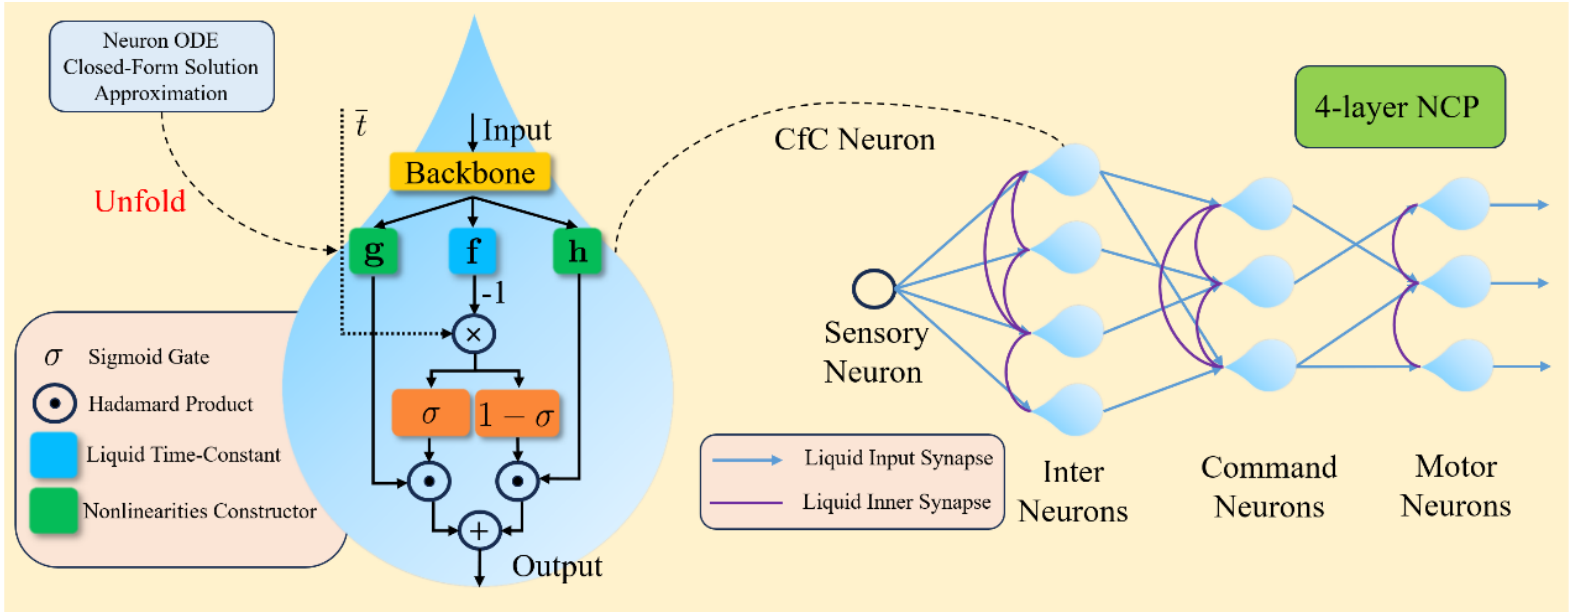 Neuron ODE
Closed-Form Solution
Approximation
Unfold
t̄
Input
Backbone
g
f
h
-1
×
σ
1 − σ
+
Output
σ Sigmoid Gate
Hadamard Product
Liquid Time-Constant
Nonlinearities Constructor
CfC Neuron
4-layer NCP
Sensory
Neuron
Liquid Input Synapse
Liquid Inner Synapse
Inter
Neurons
Command
Neurons
Motor
Neurons